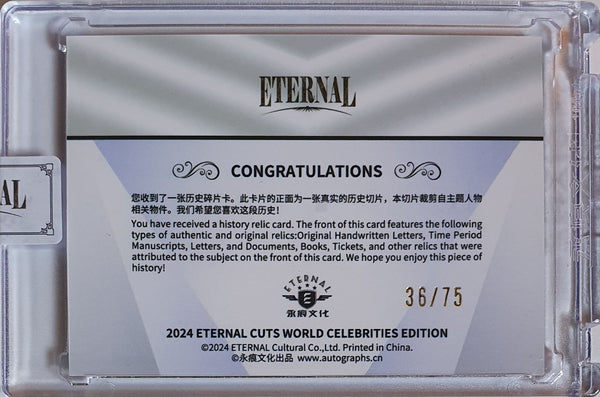 ETERNAL
CONGRATULATIONS
AL
您收到了一张历史碎片卡。此卡片的正面为一张真实的历史切片，本切片裁剪自主题人物
相关物件。我们希望您喜欢这段历史！
You have received a history relic card. The front of this card features the following
types of authentic and original relics:Original Handwritten Letters, Time Period
Manuscripts, Letters, and Documents, Books, Tickets, and other relics that were
attributed to the subject on the front of this card. We hope you enjoy this piece of
history!
ETERNAL
永痕文化
36/75
2024 ETERNAL CUTS WORLD CELEBRITIES EDITION
©2024 ETERNAL Cultural Co.,Ltd. Printed in China.
©永痕文化出品 www.autographs.cn